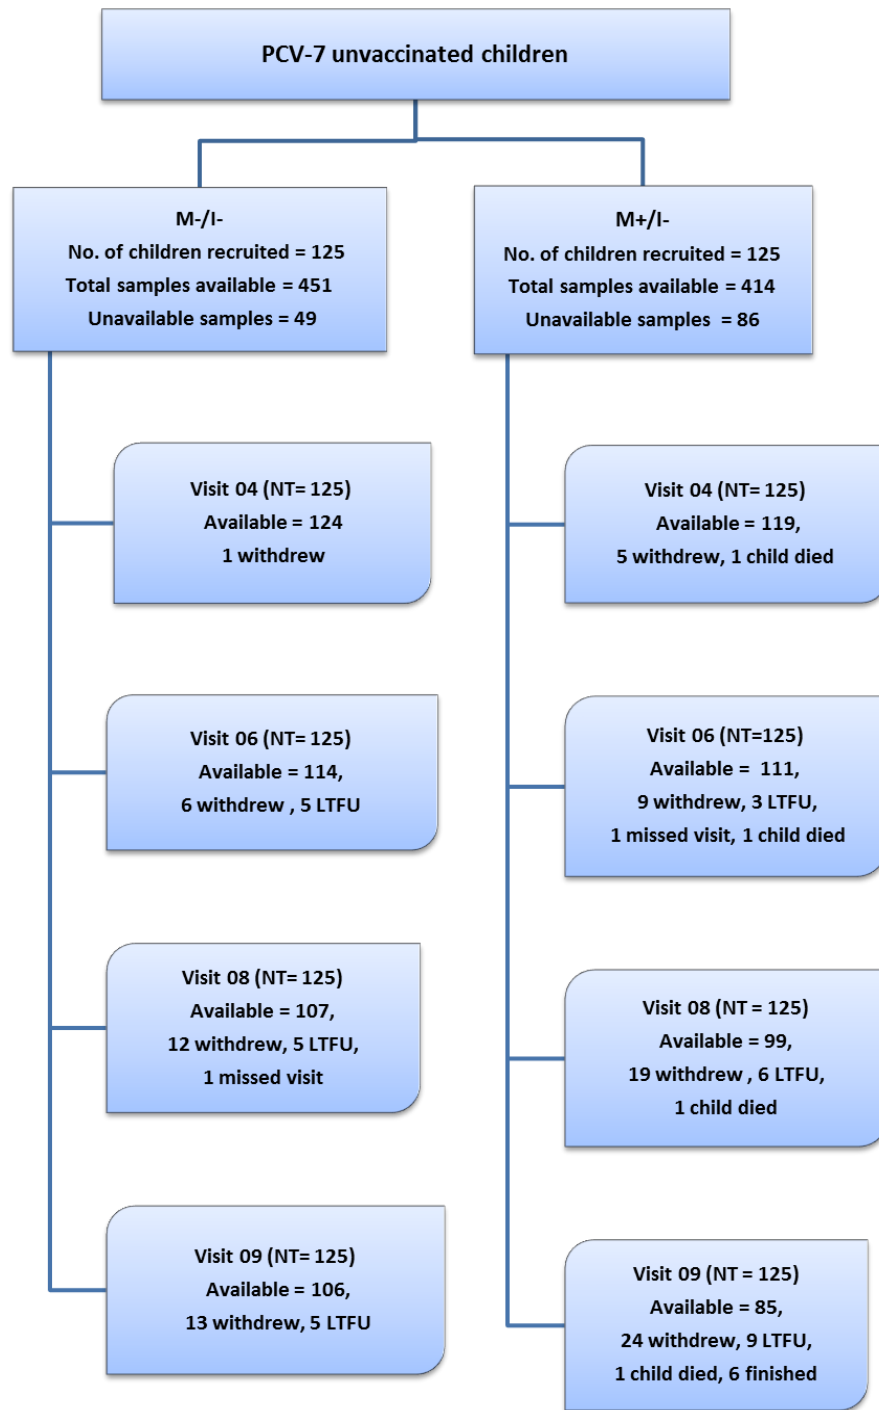 PCV-7 unvaccinated children
M-/I-
No. of children recruited = 125
Total samples available = 451
Unavailable samples = 49
M+/I-
No. of children recruited = 125
Total samples available = 414
Unavailable samples = 86
Visit 04 (NT= 125)
Available = 124
1 withdrew
Visit 04 (NT= 125)
Available = 119,
5 withdrew, 1 child died
Visit 06 (NT= 125)
Available = 114,
6 withdrew , 5 LTFU
Visit 06 (NT=125)
Available = 111,
9 withdrew, 3 LTFU,
1 missed visit, 1 child died
Visit 08 (NT= 125)
Available = 107,
12 withdrew, 5 LTFU,
1 missed visit
Visit 08 (NT = 125)
Available = 99,
19 withdrew , 6 LTFU,
1 child died
Visit 09 (NT= 125)
Available = 106,
13 withdrew, 5 LTFU
Visit 09 (NT = 125)
Available = 85,
24 withdrew, 9 LTFU,
1 child died, 6 finished